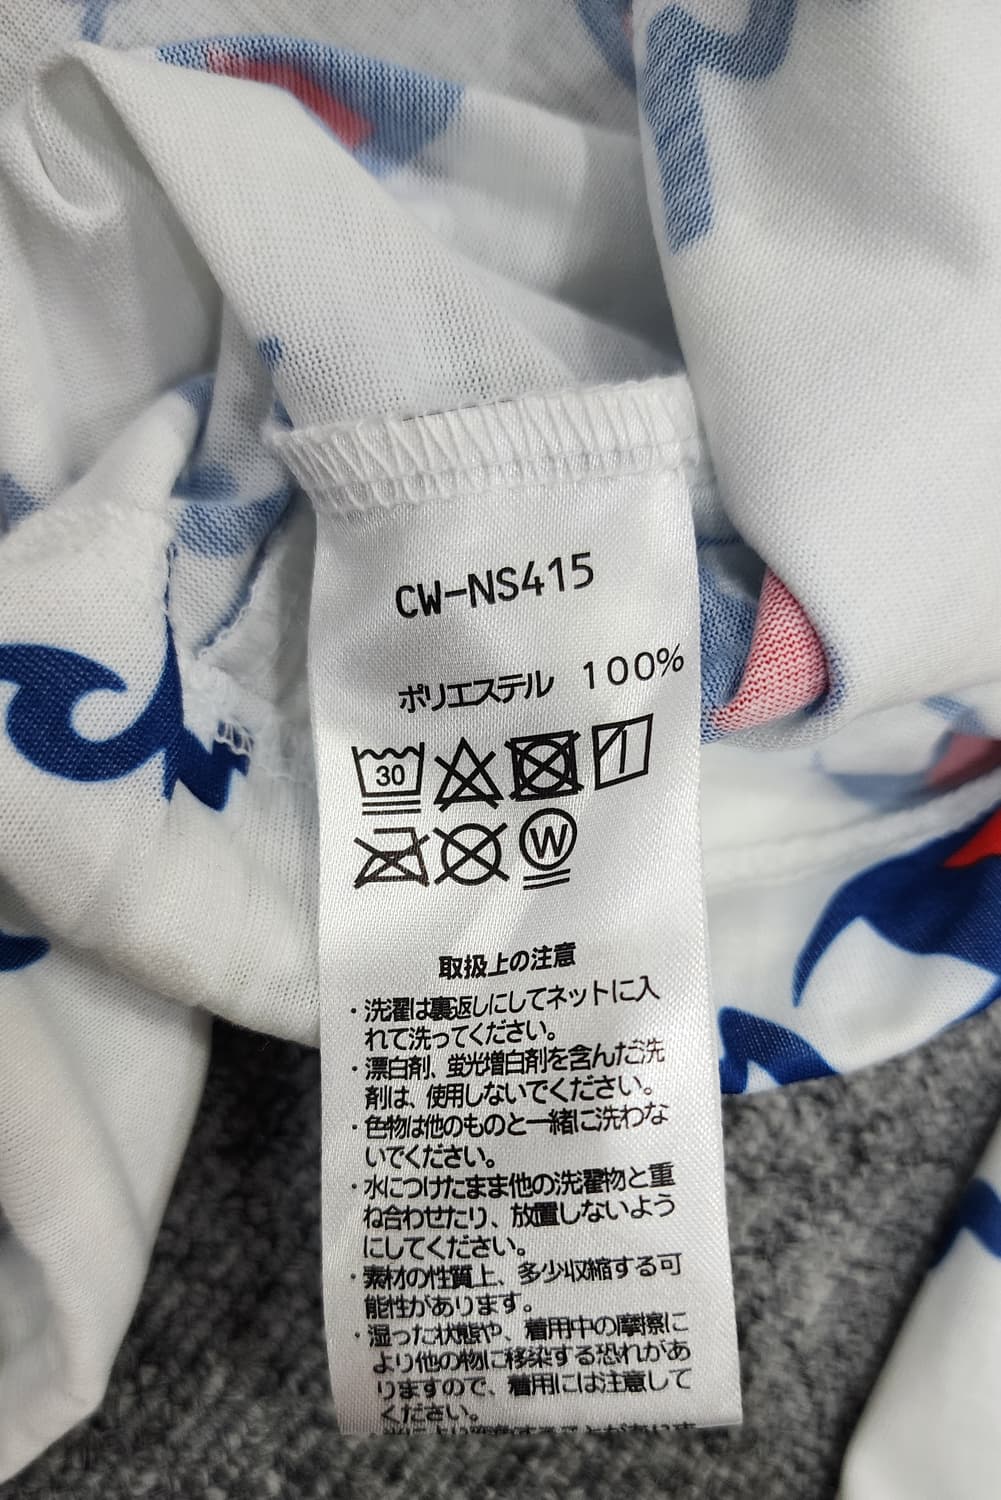 CW-NS415
ポリエステル 100%
30
W
取扱上の注意
・洗濯は裏返しにしてネットに入
れて洗ってください。
・漂白剤、蛍光増白剤を含んだ洗
剤は、使用しないでください。
・色物は他のものと一緒に洗わな
いでください。
・水につけたまま他の洗濯物と重
ね合わせたり、放置しないよう
にしてください。
・素材の性質上、多少収縮する可
能性があります。
・湿った状態や、着用中の摩擦に
より他の物に移染する恐れがあ
りますので、着用には注意して
ください。